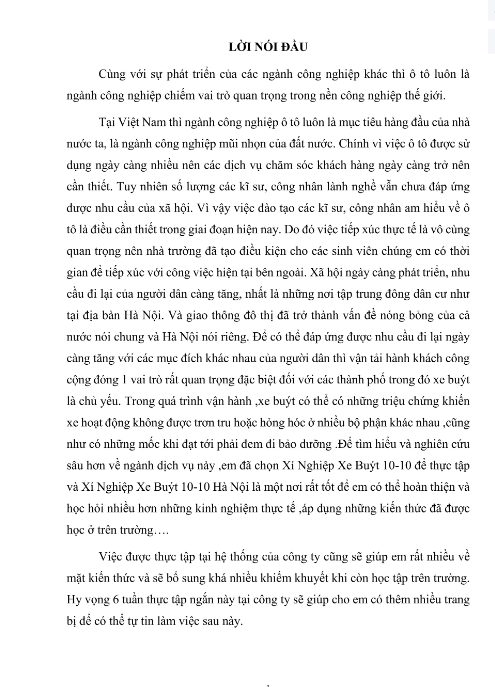 LỜI NÓI ĐẦU
Cùng với sự phát triển của các ngành công nghiệp khác thì ô tô luôn là
ngành công nghiệp chiếm vai trò quan trọng trong nền công nghiệp thế giới.
Tại Việt Nam thì ngành công nghiệp ô tô luôn là mục tiêu hàng đầu của nhà
nước ta, là ngành công nghiệp mũi nhọn của đất nước. Chính vì việc ô tô được sử
dụng ngày càng nhiều nên các dịch vụ chăm sóc khách hàng ngày càng trở nên
cần thiết. Tuy nhiên số lượng các kĩ sư, công nhân lành nghề vẫn chưa đáp ứng
được nhu cầu của xã hội. Vì vậy việc đào tạo các kĩ sư, công nhân am hiểu về ô
tô là điều cần thiết trong giai đoạn hiện nay. Do đó việc tiếp xúc thực tế là vô cùng
quan trọng nên nhà trường đã tạo điều kiện cho các sinh viên chúng em có thời
gian để tiếp xúc với công việc hiện tại bên ngoài. Xã hội ngày càng phát triển, nhu
cầu đi lại của người dân càng tăng, nhất là những nơi tập trung đông dân cư như
tại địa bàn Hà Nội. Và giao thông đô thị đã trở thành vấn đề nóng bỏng của cả
nước nói chung và Hà Nội nói riêng. Để có thể đáp ứng được nhu cầu đi lại ngày
càng tăng với các mục đích khác nhau của người dân thì vận tải hành khách công
cộng đóng 1 vai trò rất quan trọng đặc biệt đối với các thành phố trong đó xe buýt
là chủ yếu. Trong quá trình vận hành ,xe buýt có thể có những triệu chứng khiến
xe hoạt động không được trơn tru hoặc hỏng hóc ở nhiều bộ phận khác nhau ,cũng
như có những mốc khi đạt tới phải đem đi bảo dưỡng .Để tìm hiểu và nghiên cứu
sâu hơn về ngành dịch vụ này ,em đã chọn Xí Nghiệp Xe Buýt 10-10 để thực tập
và Xí Nghiệp Xe Buýt 10-10 Hà Nội là một nơi rất tốt để em có thể hoàn thiện và
học hỏi nhiều hơn những kinh nghiệm thực tế ,áp dụng những kiến thức đã được
học ở trên trường….
Việc được thực tập tại hệ thống của công ty cũng sẽ giúp em rất nhiều về
mặt kiến thức và sẽ bổ sung khá nhiều khiếm khuyết khi còn học tập trên trường.
Hy vọng 6 tuần thực tập ngắn này tại công ty sẽ giúp cho em có thêm nhiều trang
bị để có thể tự tin làm việc sau này.